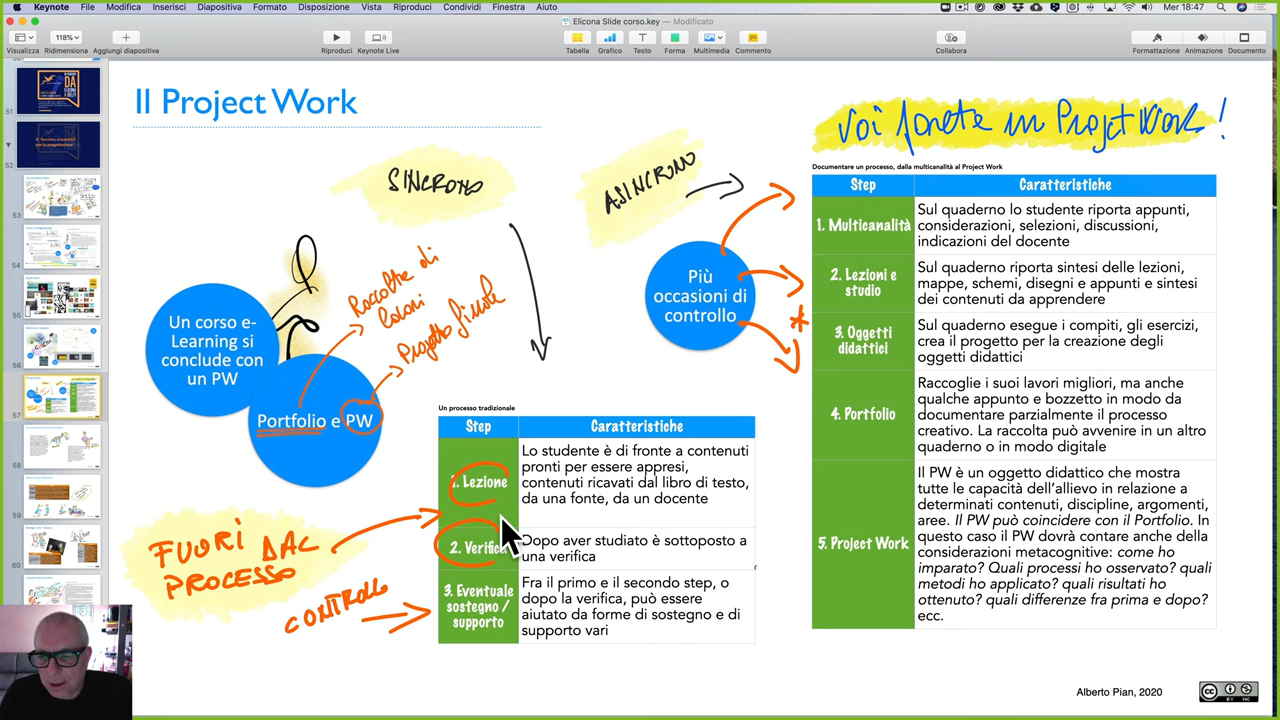 Keynote File Modifica Inserisci Diapositiva Formato Disposizione Vista Riproduci Condividi Finestra Aiuto
Mer 18:47
Elicona Slide corso.key — Modificato
118%
Visualizza Ridimensiona Aggiungi diapositiva
Riproduci Keynote Live
Tabella Grafico Testo Forma Multimedia Commento
Collabora
Formattazione Animazione Documento
51
52
53
54
55
56
57
58
59
60
Il Project Work
SINCRONO
ASINCRONO
Voi farete un Projet Work!
Un corso e-
Learning si
conclude con
un PW
Portfolio e PW
Raccolta di
lavori
Progetto finale
Più
occasioni di
controllo
*
FUORI DAL
PROCESSO
CONTROLLO
Un processo tradizionale
Step Caratteristiche
1. Lezione
Lo studente è di fronte a contenuti
pronti per essere appresi,
contenuti ricavati dal libro di testo,
da una fonte, da un docente
2. Verifica
Dopo aver studiato è sottoposto a
una verifica
3. Eventuale
sostegno /
supporto
Fra il primo e il secondo step, o
dopo la verifica, può essere
aiutato da forme di sostegno e di
supporto vari
Documentare un processo, dalla multicanalità al Project Work
Step Caratteristiche
1. Multicanalità
Sul quaderno lo studente riporta appunti,
considerazioni, selezioni, discussioni,
indicazioni del docente
2. Lezioni e
studio
Sul quaderno riporta sintesi delle lezioni,
mappe, schemi, disegni e appunti e sintesi
dei contenuti da apprendere
3. Oggetti
didattici
Sul quaderno esegue i compiti, gli esercizi,
crea il progetto per la creazione degli
oggetti didattici
4. Portfolio
Raccoglie i suoi lavori migliori, ma anche
qualche appunto e bozzetto in modo da
documentare parzialmente il processo
creativo. La raccolta può avvenire in un altro
quaderno o in modo digitale
5. Project Work
Il PW è un oggetto didattico che mostra
tutte le capacità dell'allievo in relazione a
determinati contenuti, discipline, argomenti,
aree. Il PW può coincidere con il Portfolio. In
questo caso il PW dovrà contare anche della
considerazioni metacognitive: come ho
imparato? Quali processi ho osservato? quali
metodi ho applicato? quali risultati ho
ottenuto? quali differenze fra prima e dopo?
ecc.
Alberto Pian, 2020